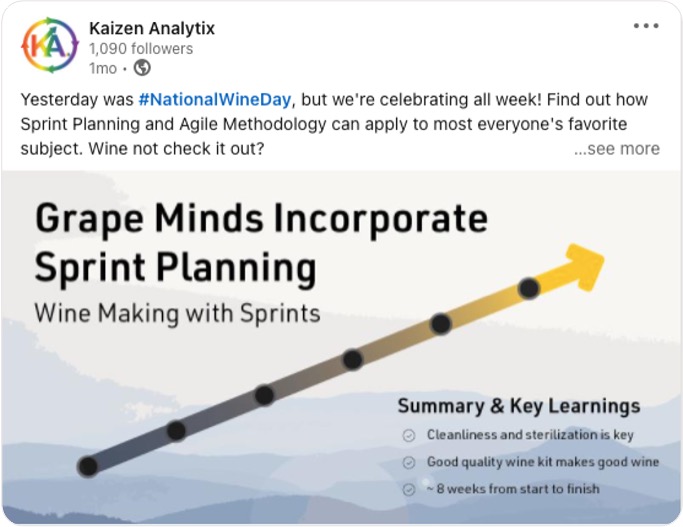 KA
Kaizen Analytix
1,090 followers
1mo •
Yesterday was #NationalWineDay, but we're celebrating all week! Find out how
Sprint Planning and Agile Methodology can apply to most everyone's favorite
subject. Wine not check it out?
...see more
Grape Minds Incorporate
Sprint Planning
Wine Making with Sprints
Summary & Key Learnings
Cleanliness and sterilization is key
Good quality wine kit makes good wine
~ 8 weeks from start to finish